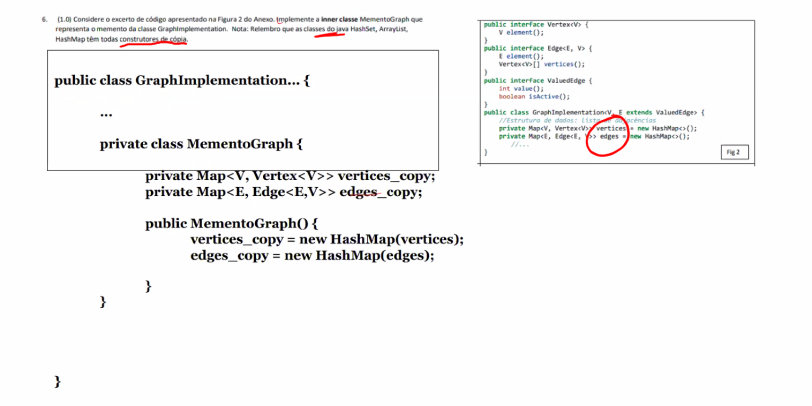 6. (1.0) Considere o excerto de código apresentado na Figura 2 do Anexo. Implemente a inner classe MementoGraph que
representa o memento da classe GraphImplementation. Nota: Relembro que as classes do java HashSet, ArrayList,
HashMap têm todas construtores de cópia.
public class GraphImplementation... {
...
private class MementoGraph {
private Map<V, Vertex<V>> vertices_copy;
private Map<E, Edge<E,V>> edges_copy;
public MementoGraph() {
vertices_copy = new HashMap(vertices);
edges_copy = new HashMap(edges);
}
}
}
public interface Vertex<V> {
V element();
}
public interface Edge<E, V> {
E element();
Vertex<V>[] vertices();
}
public interface ValuedEdge {
int value();
boolean isActive();
}
public class GraphImplementation<V, E extends ValuedEdge> {
//Estrutura de dados: lista de adjacências
private Map<V, Vertex<V>> vertices = new HashMap<>();
private Map<E, Edge<E, V>> edges = new HashMap<>();
//...
}
Fig 2